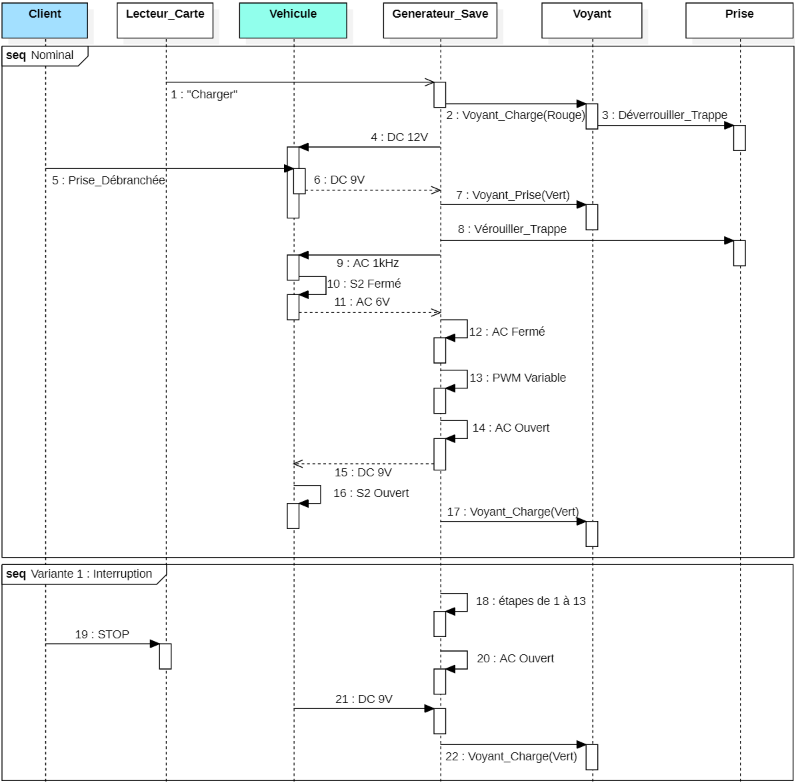 Client Lecteur_Carte Vehicule Generateur_Save Voyant Prise
seq Nominal
1 : "Charger"
2 : Voyant_Charge(Rouge) 3 : Déverrouiller_Trappe
4 : DC 12V
5 : Prise_Débranchée 6 : DC 9V
7 : Voyant_Prise(Vert)
8 : Vérouiller_Trappe
9 : AC 1kHz
10 : S2 Fermé
11 : AC 6V
12 : AC Fermé
13 : PWM Variable
14 : AC Ouvert
15 : DC 9V
16 : S2 Ouvert
17 : Voyant_Charge(Vert)
seq Variante 1 : Interruption
18 : étapes de 1 à 13
19 : STOP
20 : AC Ouvert
21 : DC 9V
22 : Voyant_Charge(Vert)